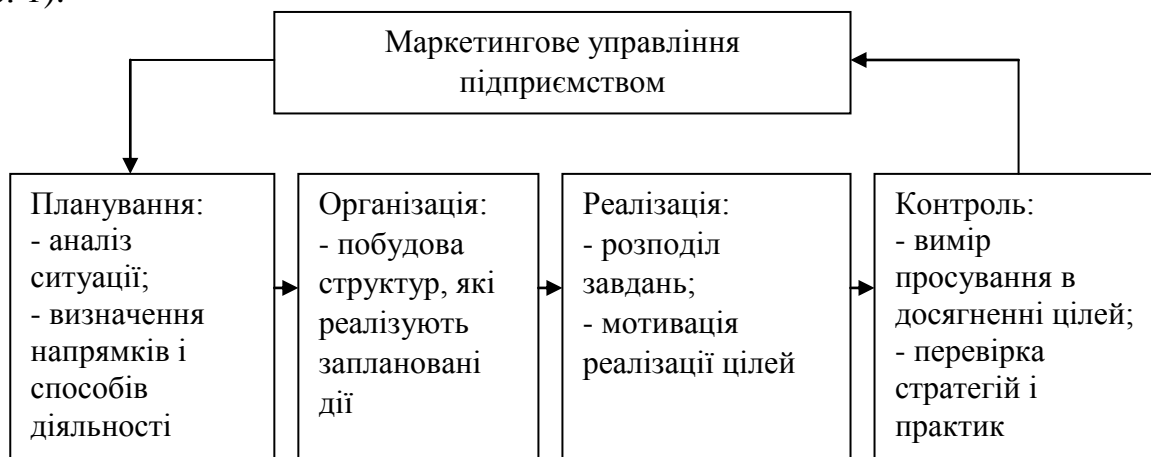 . 1).
Маркетингове управління
підприємством
Планування:
- аналіз
ситуації;
- визначення
напрямків і
способів
діяльності
Організація:
- побудова
структур, які
реалізують
заплановані
дії
Реалізація:
- розподіл
завдань;
- мотивація
реалізації цілей
Контроль:
- вимір
просування в
досягненні цілей;
- перевірка
стратегій і
практик